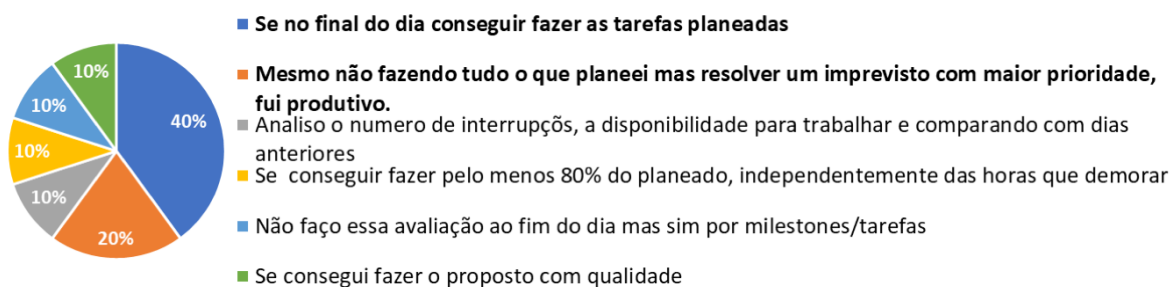 Se no final do dia conseguir fazer as tarefas planeadas
Mesmo não fazendo tudo o que planeei mas resolver um imprevisto com maior prioridade,
fui produtivo.
Analiso o numero de interrupçõs, a disponibilidade para trabalhar e comparando com dias
anteriores
Se conseguir fazer pelo menos 80% do planeado, independentemente das horas que demorar
Não faço essa avaliação ao fim do dia mas sim por milestones/tarefas
Se consegui fazer o proposto com qualidade
40%
20%
10%
10%
10%
10%